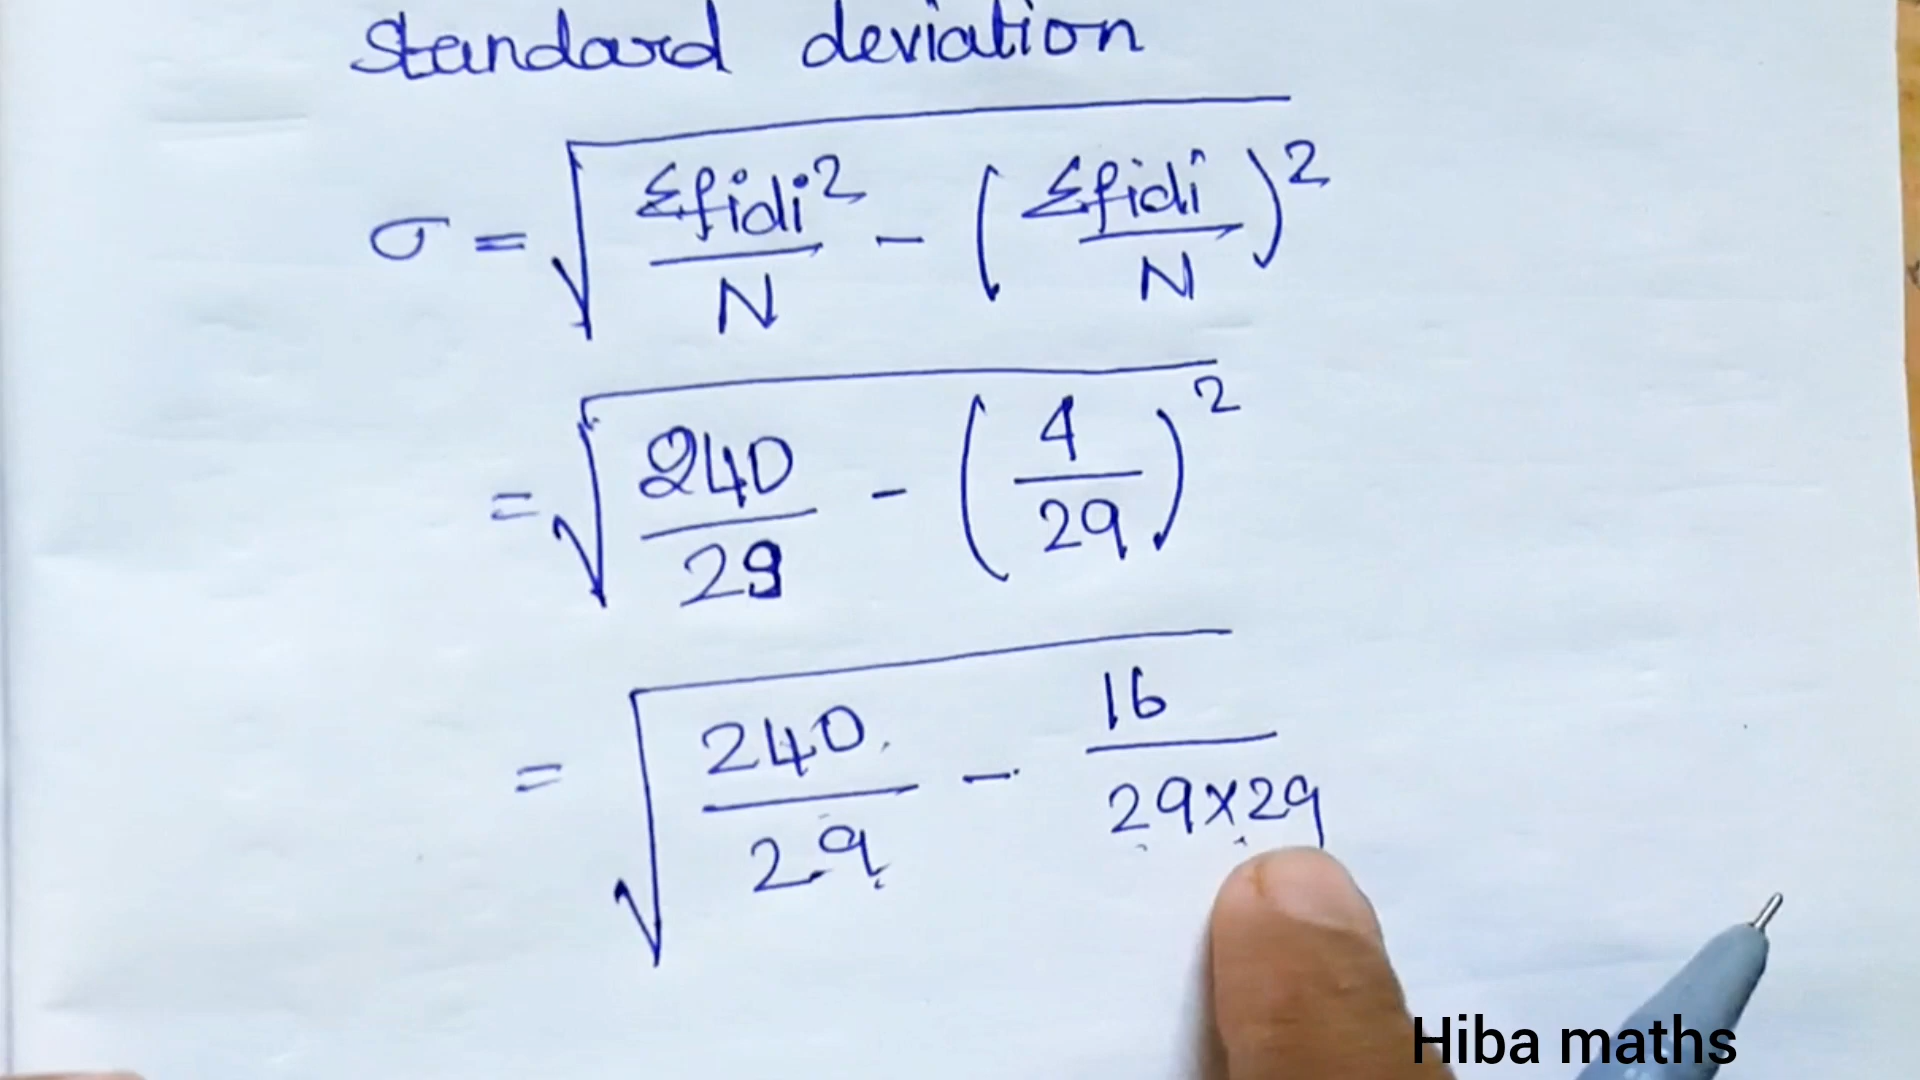 Standard deviation
σ = √ Σfidi²/N - (Σfidi/N)²
= √ 240/29 - (4/29)²
= √ 240/29 - 16/29×29
Hiba maths